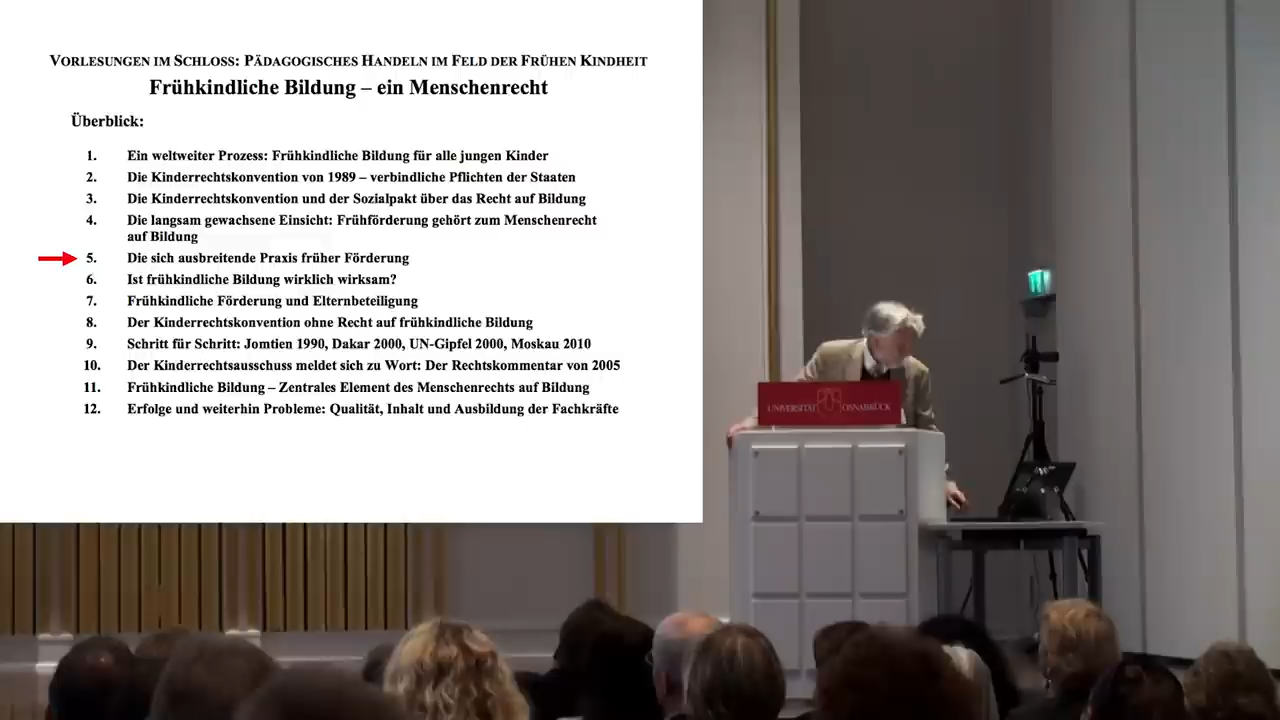 VORLESUNGEN IM SCHLOSS: PÄDAGOGISCHES HANDELN IM FELD DER FRÜHEN KINDHEIT
Frühkindliche Bildung – ein Menschenrecht
Überblick:
1. Ein weltweiter Prozess: Frühkindliche Bildung für alle jungen Kinder
2. Die Kinderrechtskonvention von 1989 – verbindliche Pflichten der Staaten
3. Die Kinderrechtskonvention und der Sozialpakt über das Recht auf Bildung
4. Die langsam gewachsene Einsicht: Frühförderung gehört zum Menschenrecht
auf Bildung
5. Die sich ausbreitende Praxis früher Förderung
6. Ist frühkindliche Bildung wirklich wirksam?
7. Frühkindliche Förderung und Elternbeteiligung
8. Der Kinderrechtskonvention ohne Recht auf frühkindliche Bildung
9. Schritt für Schritt: Jomtien 1990, Dakar 2000, UN-Gipfel 2000, Moskau 2010
10. Der Kinderrechtsausschuss meldet sich zu Wort: Der Rechtskommentar von 2005
11. Frühkindliche Bildung – Zentrales Element des Menschenrechts auf Bildung
12. Erfolge und weiterhin Probleme: Qualität, Inhalt und Ausbildung der Fachkräfte
UNIVERSITÄT OSNABRÜCK